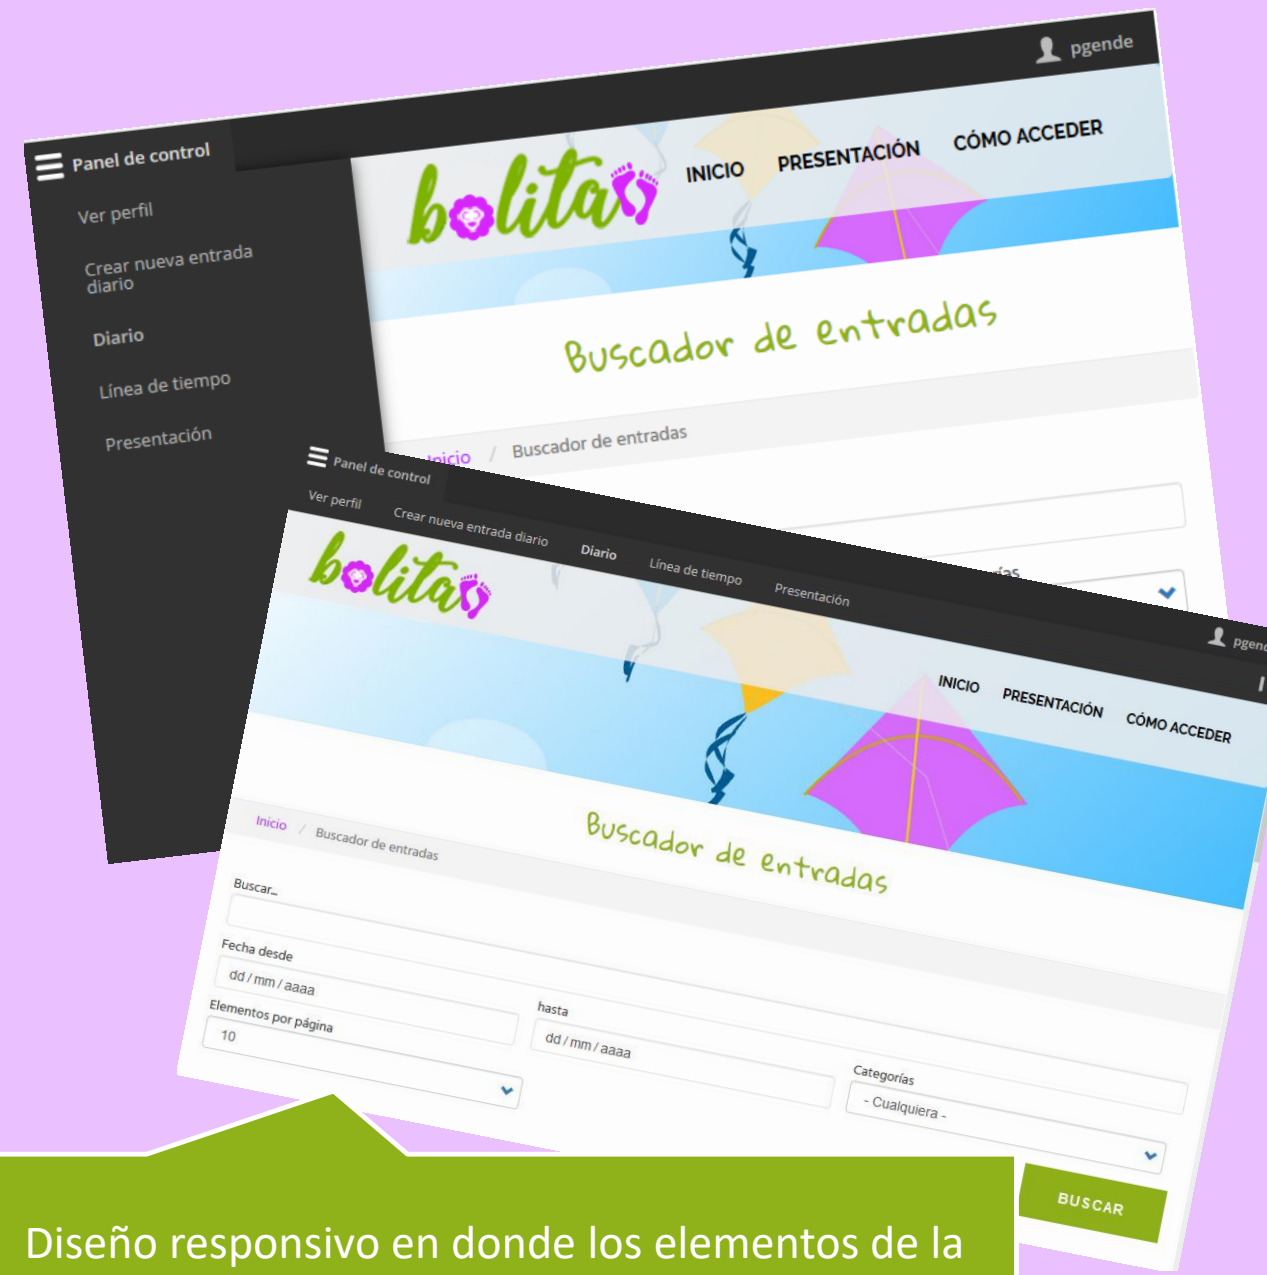 pgende
Panel de control
Ver perfil
Crear nueva entrada
diario
Diario
Línea de tiempo
Presentación
bolitas
INICIO PRESENTACIÓN CÓMO ACCEDER
Buscador de entradas
Inicio / Buscador de entradas
Panel de control
Ver perfil Crear nueva entrada diario Diario Línea de tiempo Presentación
bolitas
INICIO PRESENTACIÓN CÓMO ACCEDER
Buscador de entradas
Inicio / Buscador de entradas
Buscar...
Fecha desde
dd / mm / aaaa
hasta
dd / mm / aaaa
Categorías
- Cualquiera -
Elementos por página
10
BUSCAR
Diseño responsivo en donde los elementos de la